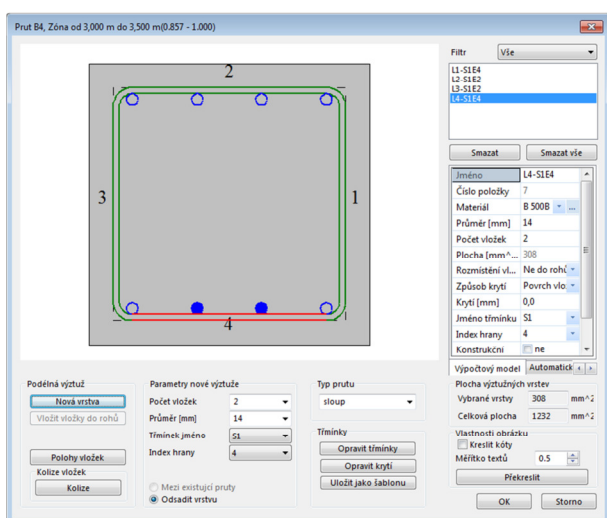 Prut B4, Zóna od 3,000 m do 3,500 m(0.857 - 1.000)
2
3
1
4
Filtr Vše
L1-S1E4
L2-S1E2
L3-S1E2
L4-S1E4
Smazat Smazat vše
Jméno L4-S1E4
Číslo položky 7
Materiál B 500B ...
Průměr [mm] 14
Počet vložek 2
Plocha [mm^... 308
Rozmístění vl... Ne do rohů
Způsob krytí Povrch vlo
Krytí [mm] 0,0
Jméno třmínku S1
Index hrany 4
Konstrukční ne
Výpočtový model Automatick
Podélná výztuž
Nová vrstva
Vložit vložky do rohů
Polohy vložek
Kolize vložek
Kolize
Parametry nové výztuže
Počet vložek 2
Průměr [mm] 14
Třmínek jméno S1
Index hrany 4
Mezi existující pruty
Odsadit vrstvu
Typ prutu
sloup
Třmínky
Opravit třmínky
Opravit krytí
Uložit jako šablonu
Plocha výztužných vrstev
Vybrané vrstvy 308 mm^2
Celková plocha 1232 mm^2
Vlastnosti obrázku
Kreslit kóty
Měřítko textů 0.5
Překreslit
OK Storno